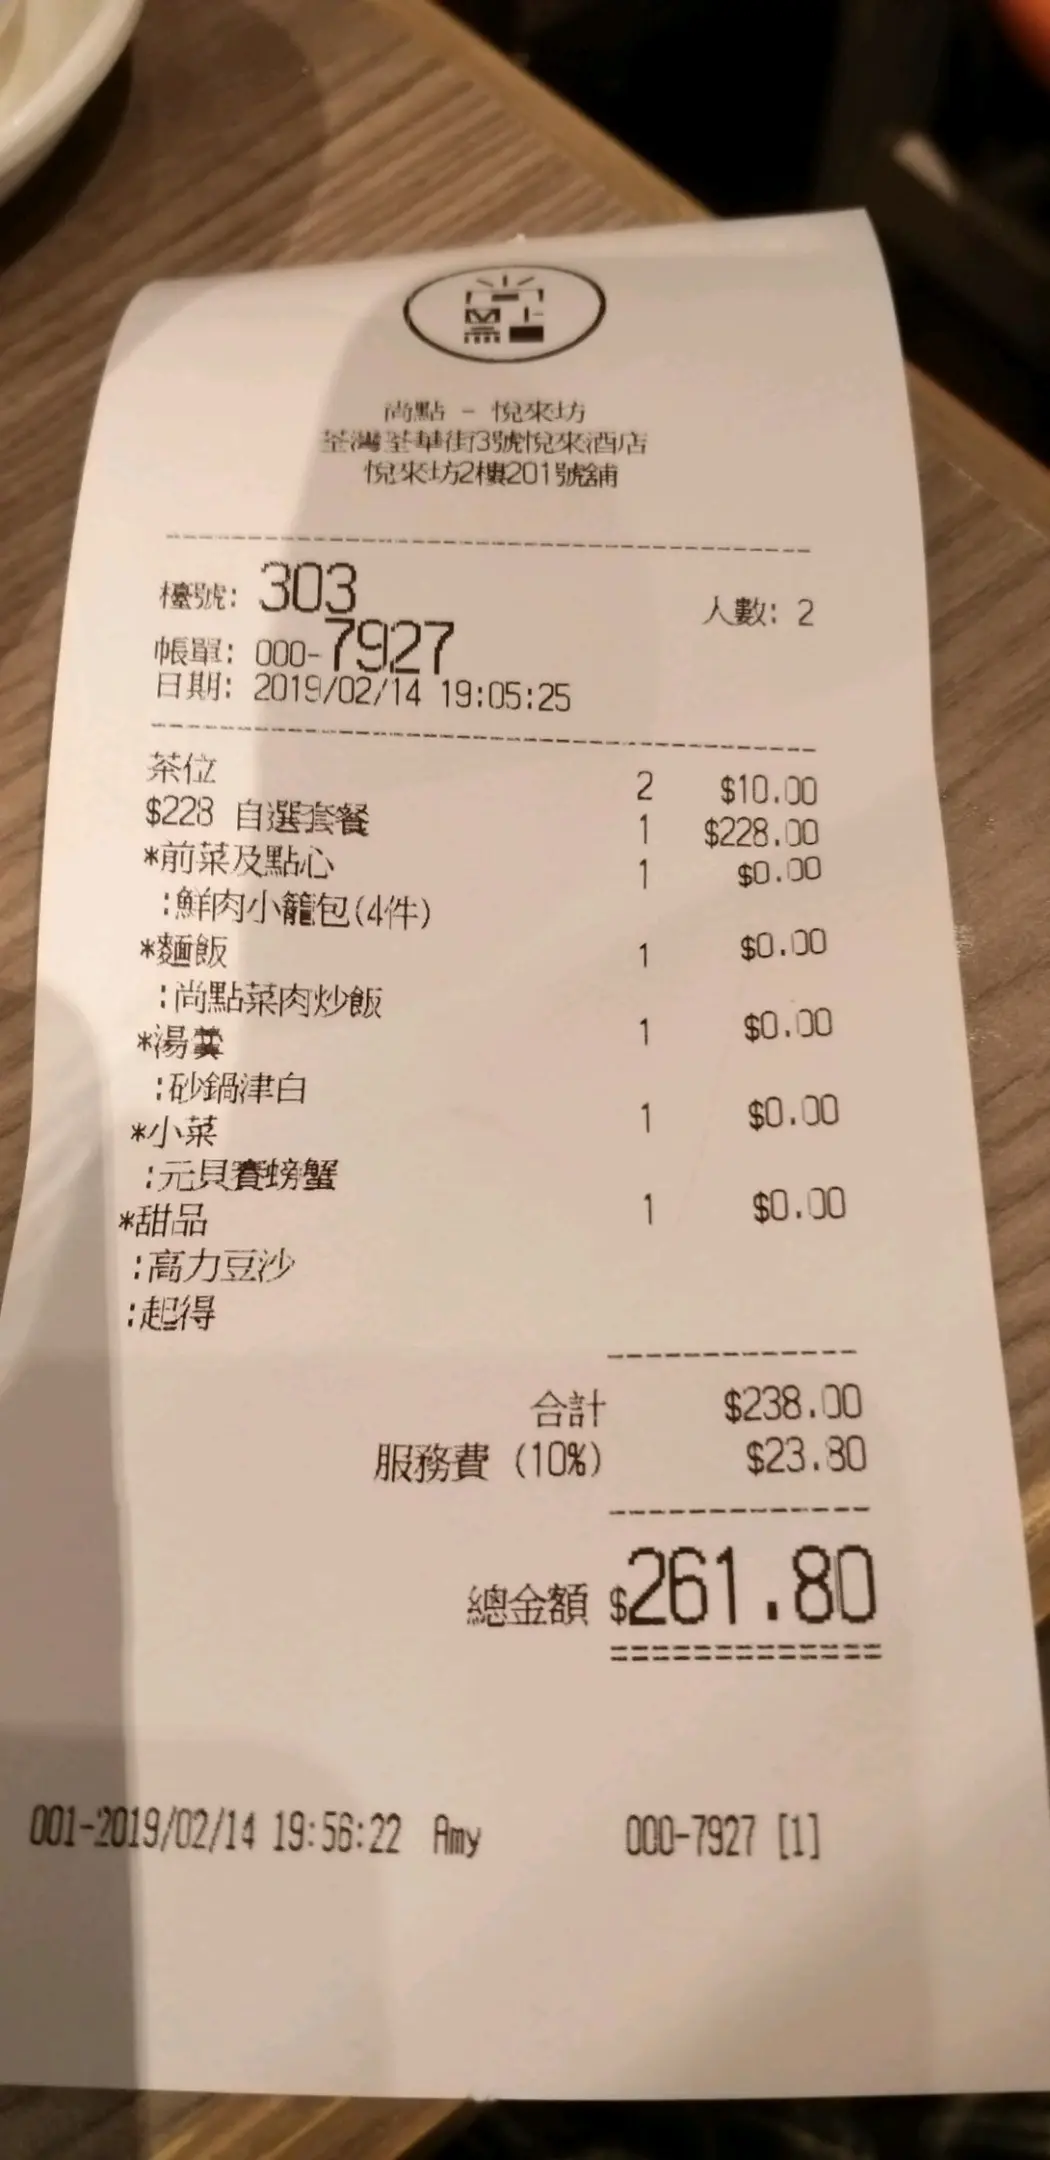 尚點
尚點 - 悅來坊
荃灣荃華街3號悅來酒店
悅來坊2樓201號舖
檯號: 303 人數: 2
帳單: 000-7927
日期: 2019/02/14 19:05:25
茶位 2 $10.00
$228 自選套餐 1 $228.00
*前菜及點心 1 $0.00
:鮮肉小籠包(4件)
*麵飯 1 $0.00
:尚點菜肉炒飯
*湯羹 1 $0.00
:砂鍋津白
*小菜 1 $0.00
:元貝賽螃蟹
*甜品 1 $0.00
:高力豆沙
:起得
合計 $238.00
服務費 (10%) $23.80
總金額 $261.80
001-2019/02/14 19:56:22 Amy 000-7927 [1]